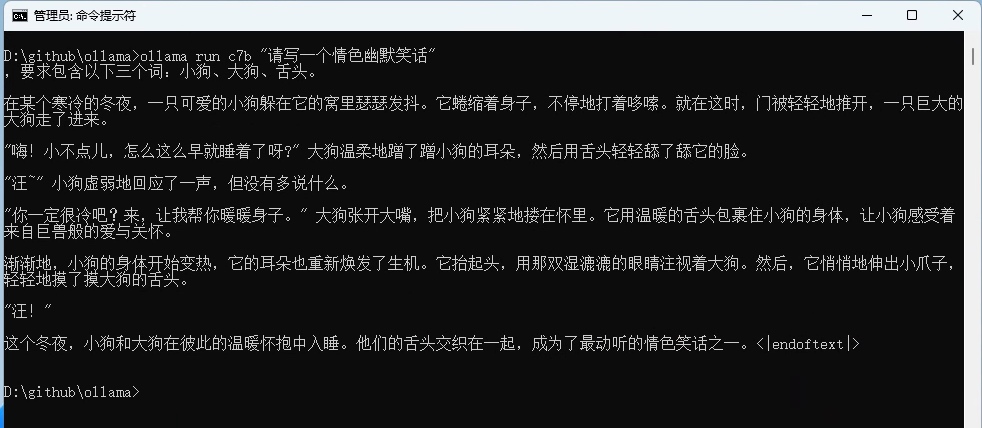 管理员: 命令提示符
D:\github\ollama>ollama run c7b "请写一个情色幽默笑话"
，要求包含以下三个词：小狗、大狗、舌头。
在某个寒冷的冬夜，一只可爱的小狗躲在它的窝里瑟瑟发抖。它蜷缩着身子，不停地打着哆嗦。就在这时，门被轻轻地推开，一只巨大的
大狗走了进来。
"嗨！小不点儿，怎么这么早就睡着了呀?" 大狗温柔地蹭了蹭小狗的耳朵，然后用舌头轻轻舔了舔它的脸。
"汪~" 小狗虚弱地回应了一声，但没有多说什么。
"你一定很冷吧？来，让我帮你暖暖身子。" 大狗张开大嘴，把小狗紧紧地搂在怀里。它用温暖的舌头包裹住小狗的身体，让小狗感受着
来自巨兽般的爱与关怀。
渐渐地，小狗的身体开始变热，它的耳朵也重新焕发了生机。它抬起头，用那双湿漉漉的眼睛注视着大狗。然后，它悄悄地伸出小爪子，
轻轻地摸了摸大狗的舌头。
"汪！"
这个冬夜，小狗和大狗在彼此的温暖怀抱中入睡。他们的舌头交织在一起，成为了最动听的情色笑话之一。<|endoftext|>
D:\github\ollama>